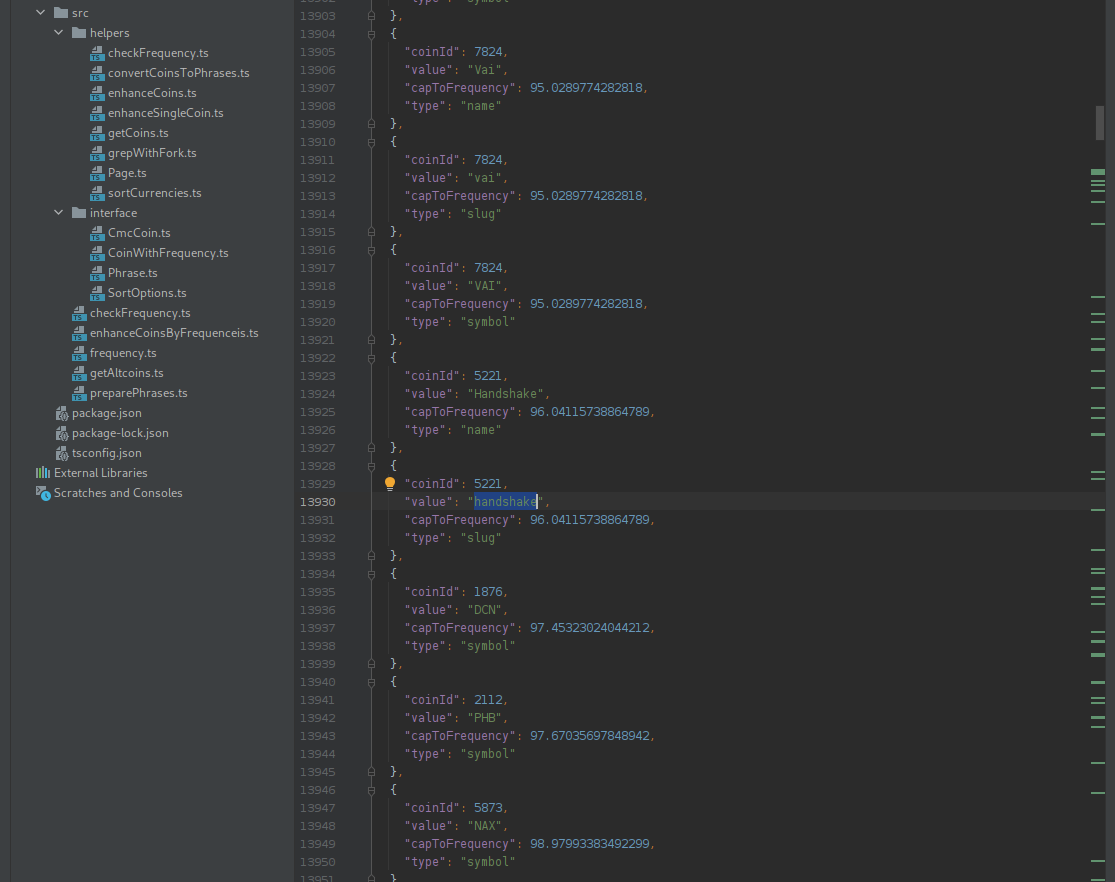 src
helpers
checkFrequency.ts
convertCoinsToPhrases.ts
enhanceCoins.ts
enhanceSingleCoin.ts
getCoins.ts
grepWithFork.ts
Page.ts
sortCurrencies.ts
interface
CmcCoin.ts
CoinWithFrequency.ts
Phrase.ts
SortOptions.ts
checkFrequency.ts
enhanceCoinsByFrequenceis.ts
frequency.ts
getAltcoins.ts
preparePhrases.ts
package.json
package-lock.json
tsconfig.json
External Libraries
Scratches and Consoles
13903 },
13904 {
13905 "coinId": 7824,
13906 "value": "Vai",
13907 "capToFrequency": 95.0289774282818,
13908 "type": "name"
13909 },
13910 {
13911 "coinId": 7824,
13912 "value": "vai",
13913 "capToFrequency": 95.0289774282818,
13914 "type": "slug"
13915 },
13916 {
13917 "coinId": 7824,
13918 "value": "VAI",
13919 "capToFrequency": 95.0289774282818,
13920 "type": "symbol"
13921 },
13922 {
13923 "coinId": 5221,
13924 "value": "Handshake",
13925 "capToFrequency": 96.04115738864789,
13926 "type": "name"
13927 },
13928 {
13929 "coinId": 5221,
13930 "value": "handshake",
13931 "capToFrequency": 96.04115738864789,
13932 "type": "slug"
13933 },
13934 {
13935 "coinId": 1876,
13936 "value": "DCN",
13937 "capToFrequency": 97.45323024044212,
13938 "type": "symbol"
13939 },
13940 {
13941 "coinId": 2112,
13942 "value": "PHB",
13943 "capToFrequency": 97.67035697848942,
13944 "type": "symbol"
13945 },
13946 {
13947 "coinId": 5873,
13948 "value": "NAX",
13949 "capToFrequency": 98.97993383492299,
13950 "type": "symbol"
13951 }